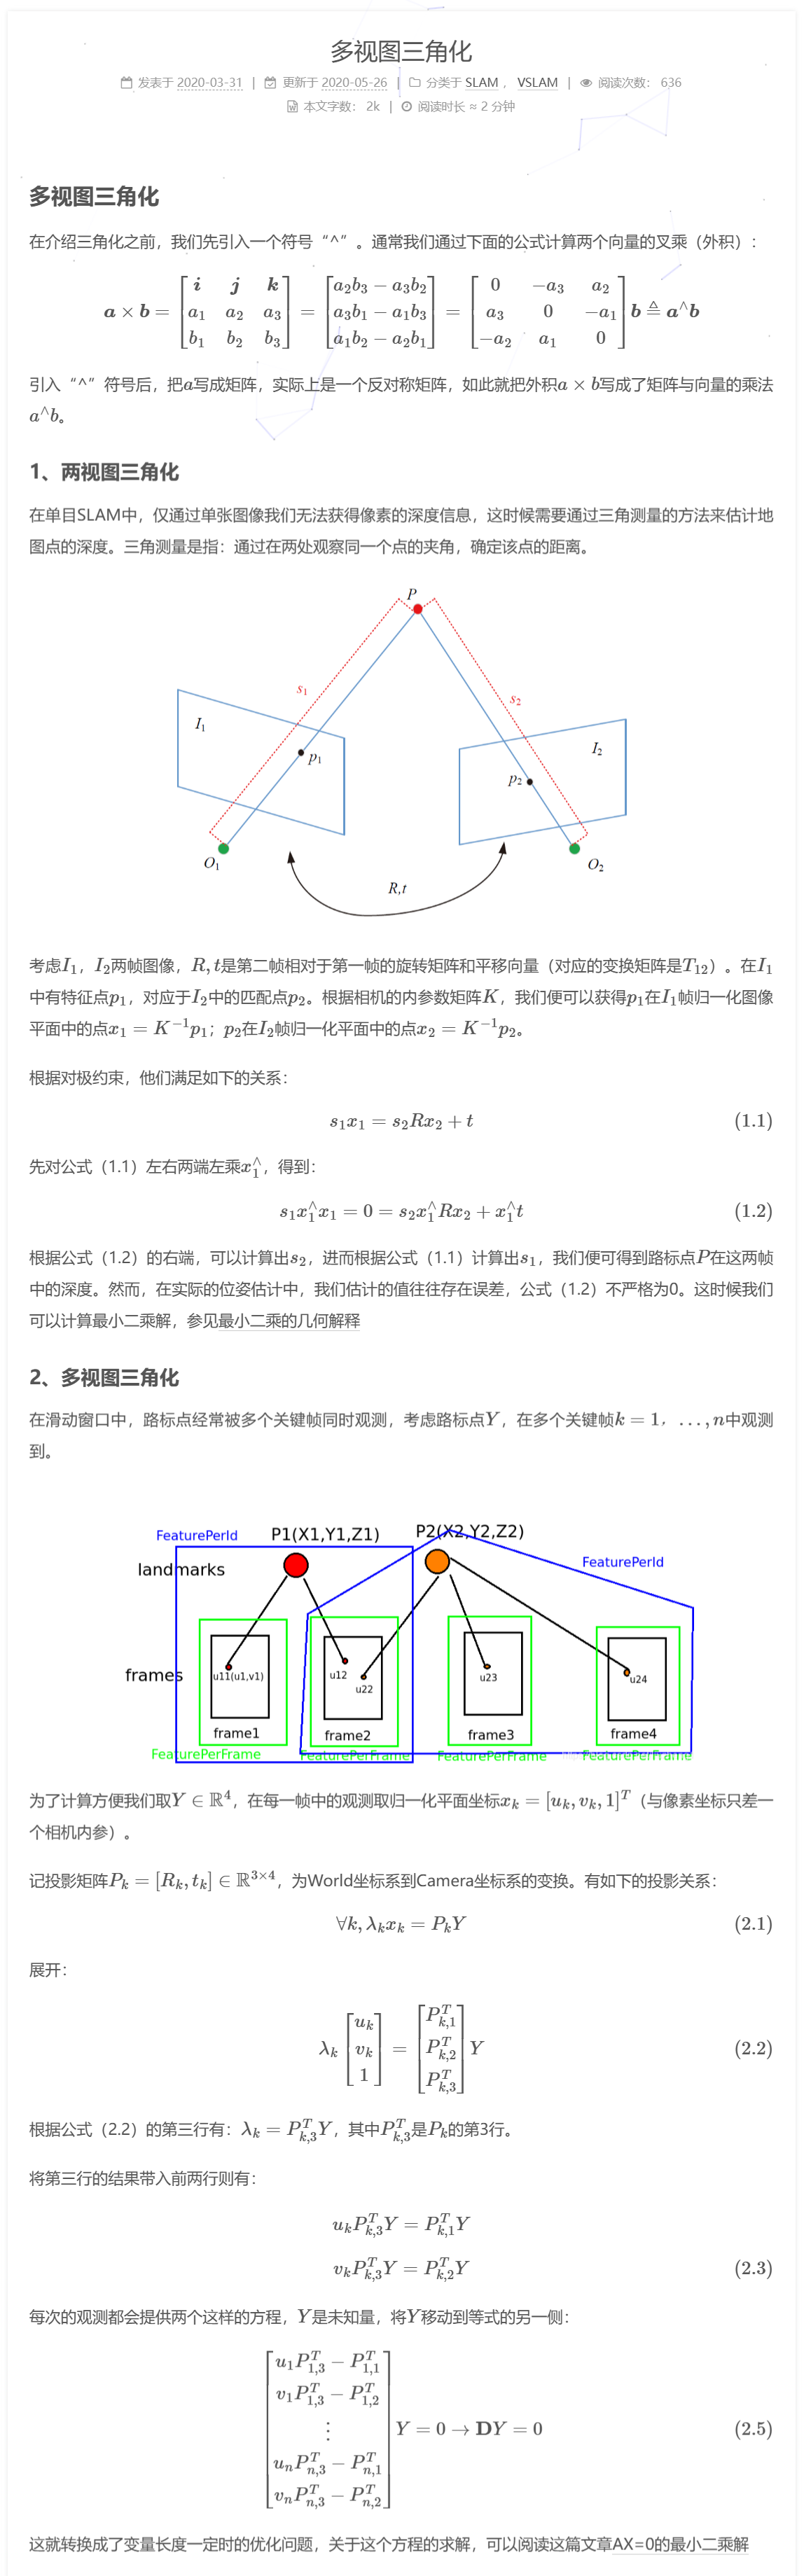 多视图三角化
发表于 2020-03-31 | 更新于 2020-05-26 | 分类于 SLAM ， VSLAM | 阅读次数： 636
本文字数： 2k | 阅读时长 ≈ 2 分钟
多视图三角化
在介绍三角化之前，我们先引入一个符号“^”。通常我们通过下面的公式计算两个向量的叉乘（外积）：
$\boldsymbol{a} \times \boldsymbol{b} = \begin{bmatrix} \boldsymbol{i} & \boldsymbol{j} & \boldsymbol{k} \\ a_1 & a_2 & a_3 \\ b_1 & b_2 & b_3 \end{bmatrix} = \begin{bmatrix} a_2b_3 - a_3b_2 \\ a_3b_1 - a_1b_3 \\ a_1b_2 - a_2b_1 \end{bmatrix} = \begin{bmatrix} 0 & -a_3 & a_2 \\ a_3 & 0 & -a_1 \\ -a_2 & a_1 & 0 \end{bmatrix} \boldsymbol{b} \triangleq \boldsymbol{a}^\wedge \boldsymbol{b}$
引入“^”符号后，把$a$写成矩阵，实际上是一个反对称矩阵，如此就把外积$a \times b$写成了矩阵与向量的乘法
$a^\wedge b$。
1、两视图三角化
在单目SLAM中，仅通过单张图像我们无法获得像素的深度信息，这时候需要通过三角测量的方法来估计地
图点的深度。三角测量是指：通过在两处观察同一个点的夹角，确定该点的距离。
P
s1
s2
I1
I2
p1
p2
O1
O2
R,t
考虑$I_1$，$I_2$两帧图像，$R, t$是第二帧相对于第一帧的旋转矩阵和平移向量（对应的变换矩阵是$T_{12}$）。在$I_1$
中有特征点$p_1$，对应于$I_2$中的匹配点$p_2$。根据相机的内参数矩阵$K$，我们便可以获得$p_1$在$I_1$帧归一化图像
平面中的点$x_1 = K^{-1}p_1$；$p_2$在$I_2$帧归一化平面中的点$x_2 = K^{-1}p_2$。
根据对极约束，他们满足如下的关系：
$s_1x_1 = s_2Rx_2 + t$ (1.1)
先对公式（1.1）左右两端左乘$x_1^\wedge$，得到：
$s_1x_1^\wedge x_1 = 0 = s_2x_1^\wedge Rx_2 + x_1^\wedge t$ (1.2)
根据公式（1.2）的右端，可以计算出$s_2$，进而根据公式（1.1）计算出$s_1$，我们便可得到路标点$P$在这两帧
中的深度。然而，在实际的位姿估计中，我们估计的值往往存在误差，公式（1.2）不严格为0。这时候我们
可以计算最小二乘解，参见最小二乘的几何解释
2、多视图三角化
在滑动窗口中，路标点经常被多个关键帧同时观测，考虑路标点$Y$，在多个关键帧$k = 1，\ldots, n$中观测
到。
FeaturePerId
P1(X1,Y1,Z1)
P2(X2,Y2,Z2)
FeaturePerId
landmarks
frames
u11(u1,v1)
u12
u22
u23
u24
frame1
frame2
frame3
frame4
FeaturePerFrame
FeaturePerFrame
FeaturePerFrame
FeaturePerFrame
为了计算方便我们取$Y \in \mathbb{R}^4$，在每一帧中的观测取归一化平面坐标$x_k = [u_k, v_k, 1]^T$（与像素坐标只差一
个相机内参）。
记投影矩阵$P_k = [R_k, t_k] \in \mathbb{R}^{3 \times 4}$，为World坐标系到Camera坐标系的变换。有如下的投影关系：
$\forall k, \lambda_k x_k = P_k Y$ (2.1)
展开：
$\lambda_k \begin{bmatrix} u_k \\ v_k \\ 1 \end{bmatrix} = \begin{bmatrix} P_{k,1}^T \\ P_{k,2}^T \\ P_{k,3}^T \end{bmatrix} Y$ (2.2)
根据公式（2.2）的第三行有：$\lambda_k = P_{k,3}^T Y$，其中$P_{k,3}^T$是$P_k$的第3行。
将第三行的结果带入前两行则有：
$u_k P_{k,3}^T Y = P_{k,1}^T Y$
$v_k P_{k,3}^T Y = P_{k,2}^T Y$ (2.3)
每次的观测都会提供两个这样的方程，$Y$是未知量，将$Y$移动到等式的另一侧：
$\begin{bmatrix} u_1 P_{1,3}^T - P_{1,1}^T \\ v_1 P_{1,3}^T - P_{1,2}^T \\ \vdots \\ u_n P_{n,3}^T - P_{n,1}^T \\ v_n P_{n,3}^T - P_{n,2}^T \end{bmatrix} Y = 0 \rightarrow \mathbf{D}Y = 0$ (2.5)
这就转换成了变量长度一定时的优化问题，关于这个方程的求解，可以阅读这篇文章AX=0的最小二乘解